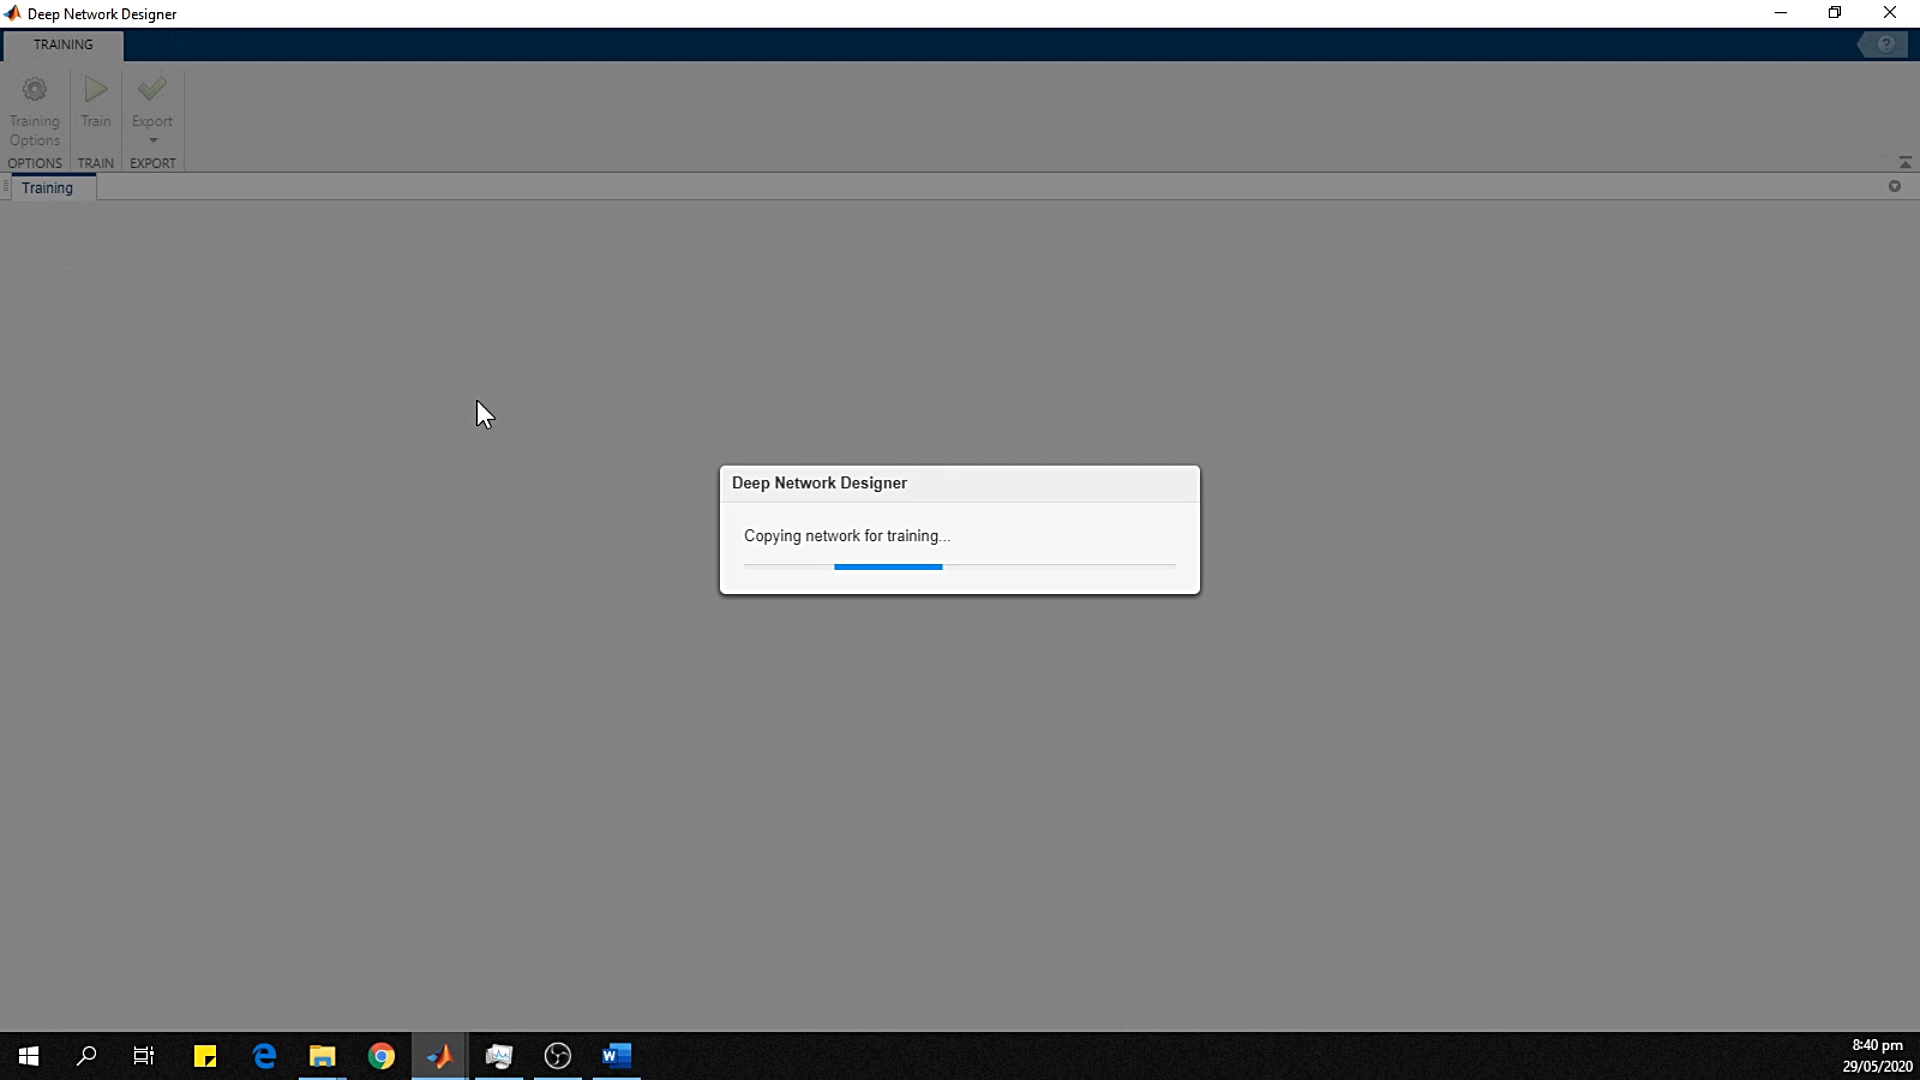 Deep Network Designer
TRAINING
?
Training
Options
Train
Export
OPTIONS
TRAIN
EXPORT
Training
Deep Network Designer
Copying network for training...
8:40 pm
29/05/2020